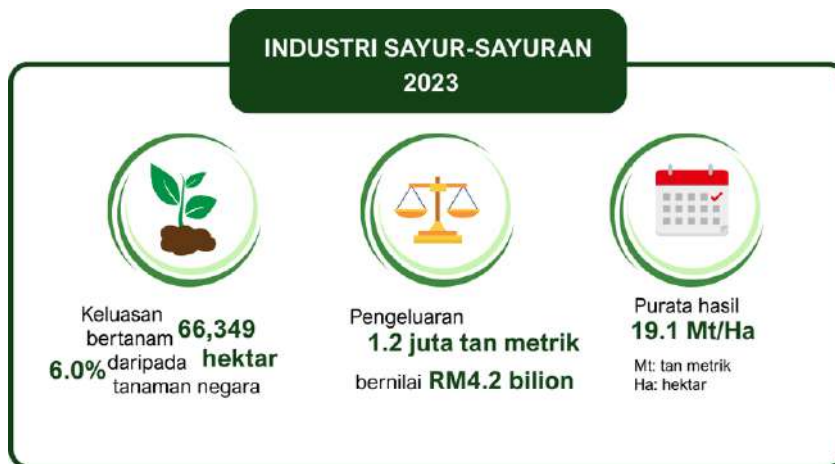 INDUSTRI SAYUR-SAYURAN
2023
Keluasan
bertanam 66,349
6.0% daripada hektar
tanaman negara
Pengeluaran
1.2 juta tan metrik
bernilai RM4.2 bilion
Purata hasil
19.1 Mt/Ha
Mt: tan metrik
Ha: hektar